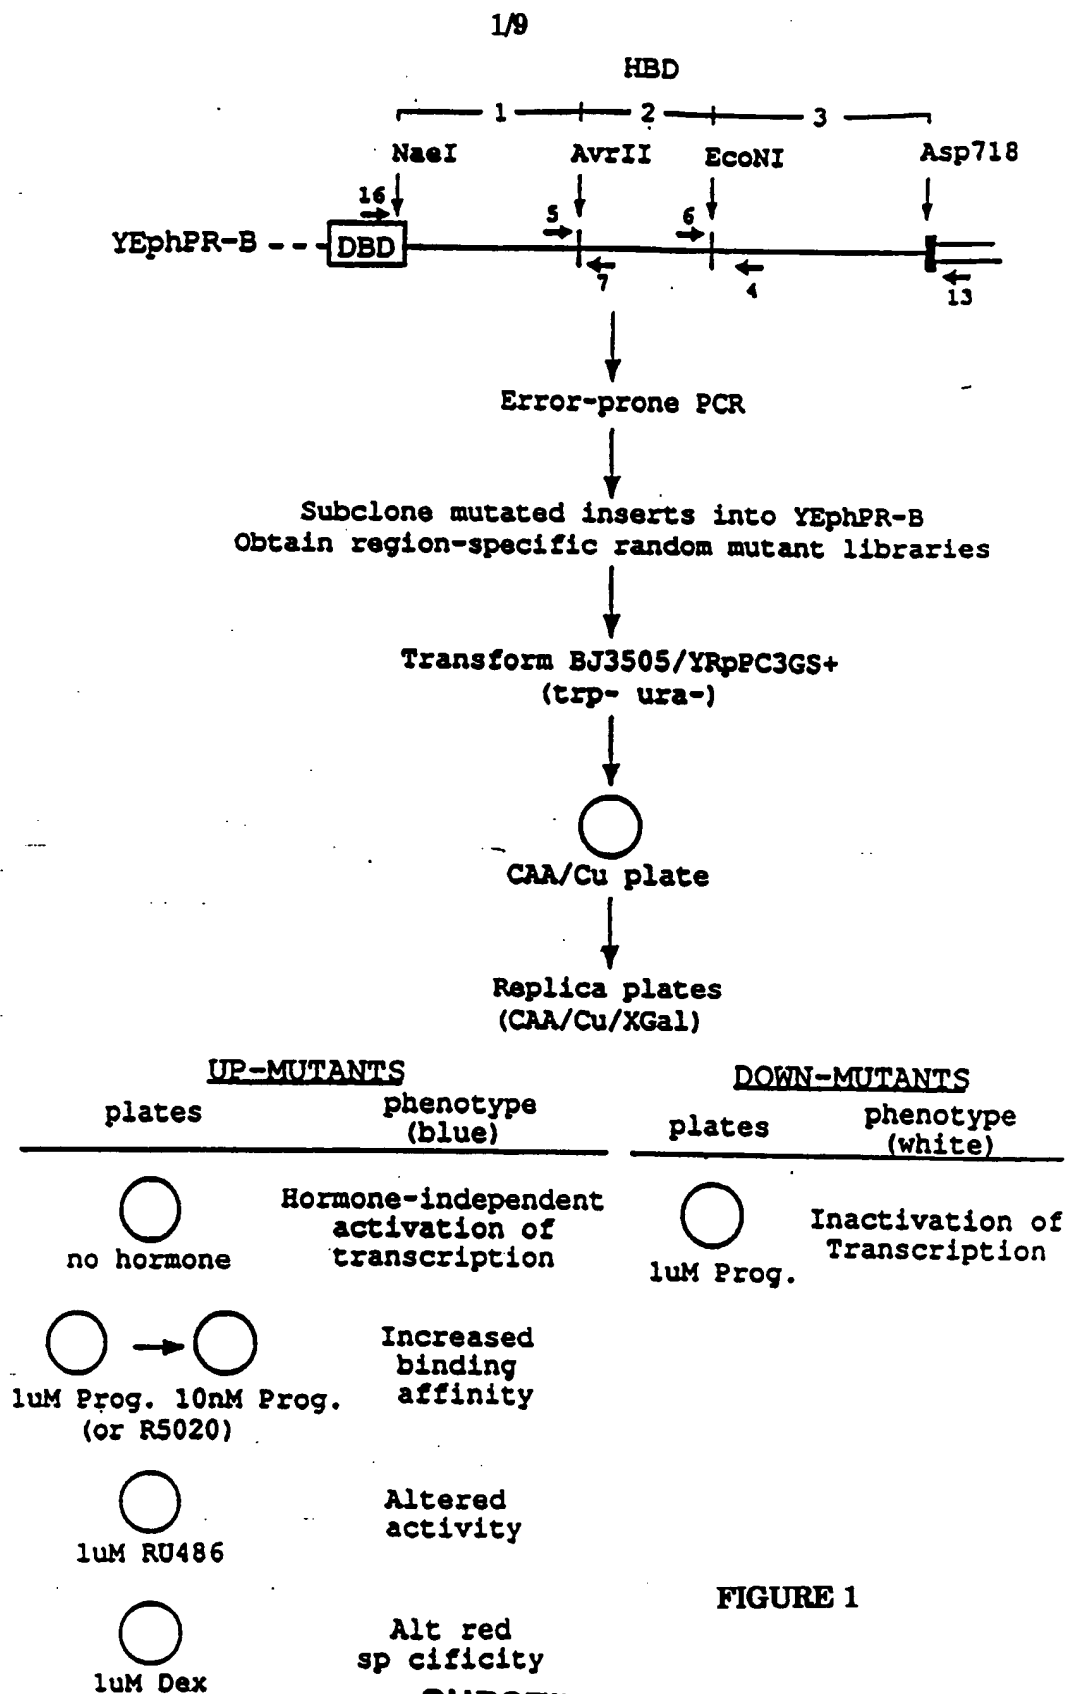 1/9
HBD
1 2 3
NaeI AvrII EcoNI Asp718
16 5 6
YEphPR-B DBD
7 4 13
Error-prone PCR
Subclone mutated inserts into YEphPR-B
Obtain region-specific random mutant libraries
Transform BJ3505/YRpPC3GS+
(trp- ura-)
CAA/Cu plate
Replica plates
(CAA/Cu/XGal)
UP-MUTANTS
plates phenotype
(blue)
DOWN-MUTANTS
plates phenotype
(white)
no hormone
Hormone-independent
activation of
transcription
1uM Prog.
Inactivation of
Transcription
1uM Prog. 10nM Prog.
(or R5020)
Increased
binding
affinity
1uM RU486
Altered
activity
1uM Dex
Alt red
sp cificity
FIGURE 1